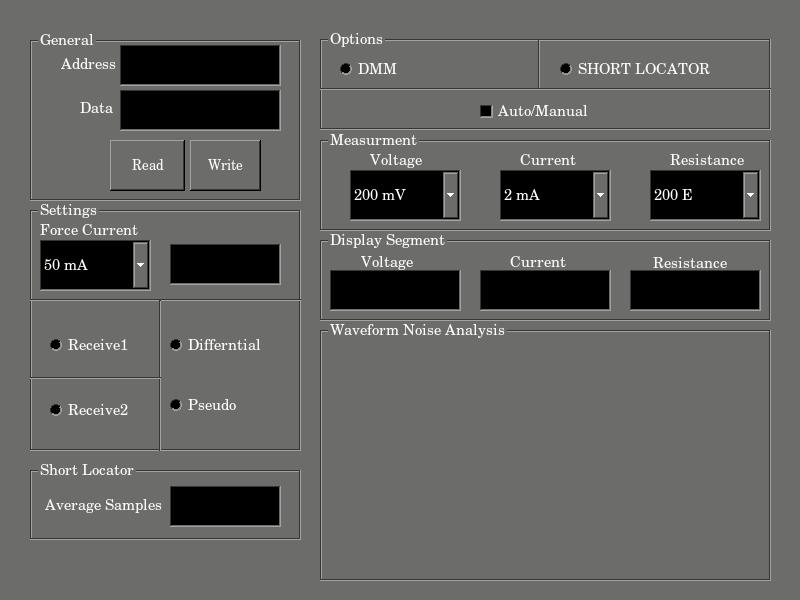 General
Address
Data
Read Write
Settings
Force Current
50 mA
Receive1
Differntial
Receive2
Pseudo
Short Locator
Average Samples
Options
DMM
SHORT LOCATOR
Auto/Manual
Measurment
Voltage Current Resistance
200 mV 2 mA 200 E
Display Segment
Voltage Current Resistance
Waveform Noise Analysis